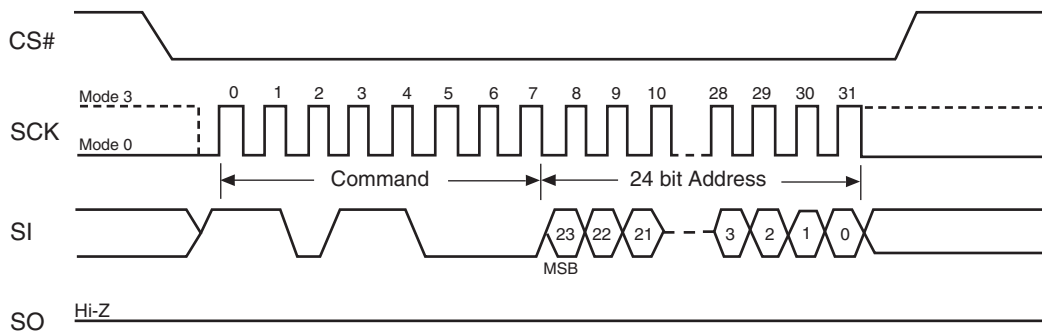 CS#
Mode 3
0 1 2 3 4 5 6 7 8 9 10 28 29 30 31
SCK
Mode 0
Command
24 bit Address
SI
23 22 21 3 2 1 0
MSB
Hi-Z
SO